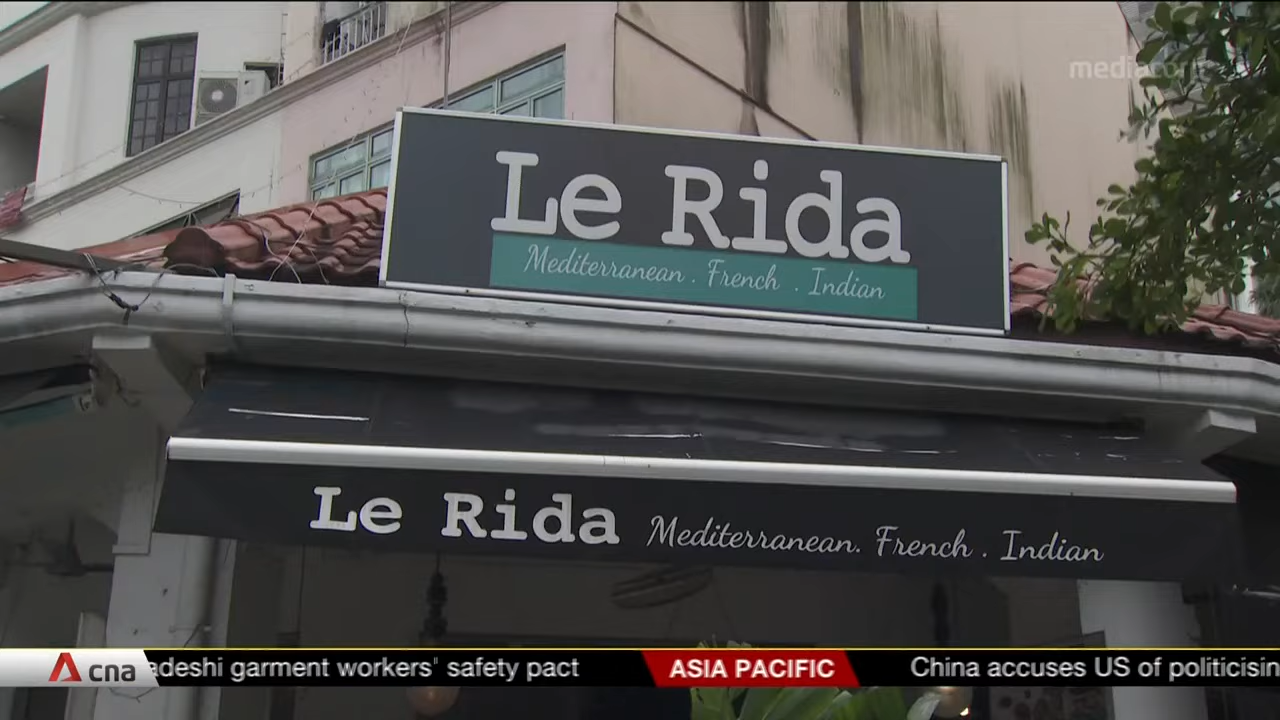 mediacorp
Le Rida
Mediterranean . French . Indian
Le Rida Mediterranean. French . Indian
cna adeshi garment workers' safety pact ASIA PACIFIC China accuses US of politicisin